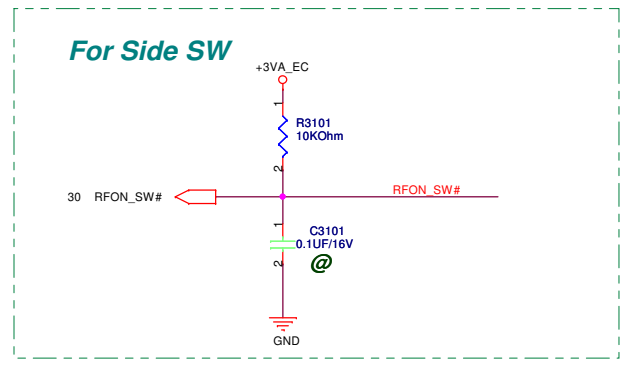 For Side SW
+3VA_EC
1
R3101
10KOhm
2
30 RFON_SW#
RFON_SW#
1
C3101
0.1UF/16V
@
2
GND